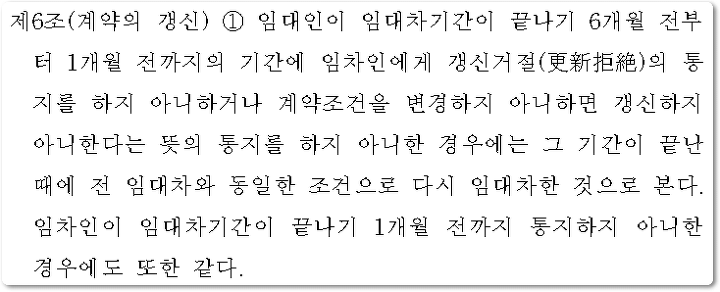 제6조(계약의 갱신) ① 임대인이 임대차기간이 끝나기 6개월 전부
터 1개월 전까지의 기간에 임차인에게 갱신거절(更新拒絶)의 통
지를 하지 아니하거나 계약조건을 변경하지 아니하면 갱신하지
아니한다는 뜻의 통지를 하지 아니한 경우에는 그 기간이 끝난
때에 전 임대차와 동일한 조건으로 다시 임대차한 것으로 본다.
임차인이 임대차기간이 끝나기 1개월 전까지 통지하지 아니한
경우에도 또한 같다.